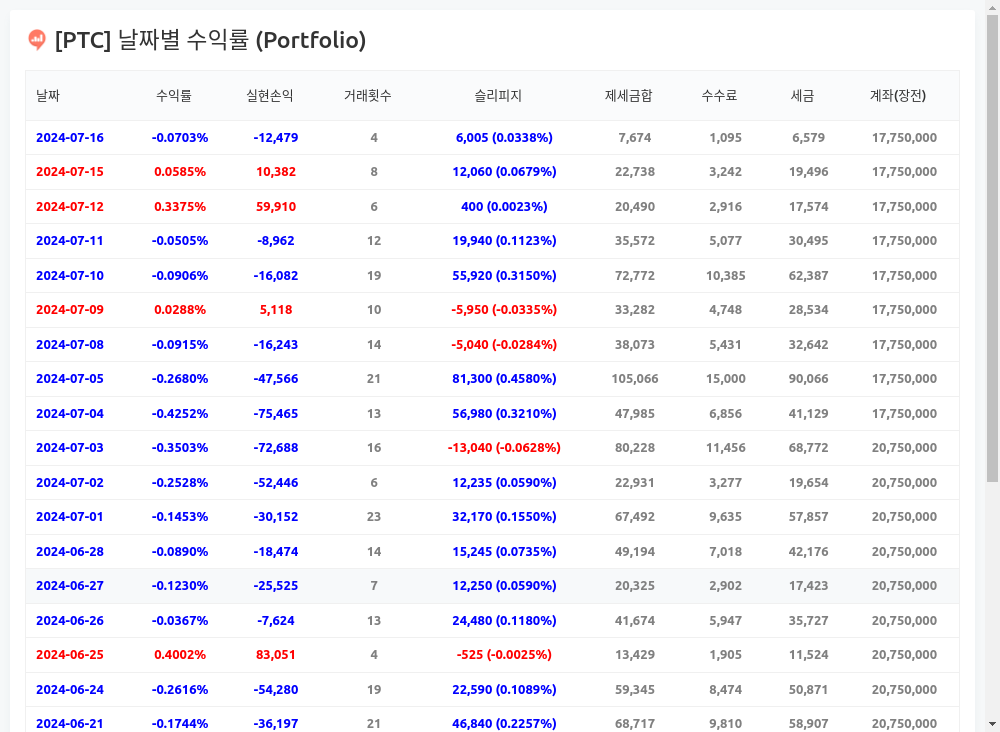 [PTC] 날짜별 수익률 (Portfolio)
날짜 수익률 실현손익 거래횟수 슬리피지 제세금합 수수료 세금 계좌(장전)
2024-07-16 -0.0703% -12,479 4 6,005 (0.0338%) 7,674 1,095 6,579 17,750,000
2024-07-15 0.0585% 10,382 8 12,060 (0.0679%) 22,738 3,242 19,496 17,750,000
2024-07-12 0.3375% 59,910 6 400 (0.0023%) 20,490 2,916 17,574 17,750,000
2024-07-11 -0.0505% -8,962 12 19,940 (0.1123%) 35,572 5,077 30,495 17,750,000
2024-07-10 -0.0906% -16,082 19 55,920 (0.3150%) 72,772 10,385 62,387 17,750,000
2024-07-09 0.0288% 5,118 10 -5,950 (-0.0335%) 33,282 4,748 28,534 17,750,000
2024-07-08 -0.0915% -16,243 14 -5,040 (-0.0284%) 38,073 5,431 32,642 17,750,000
2024-07-05 -0.2680% -47,566 21 81,300 (0.4580%) 105,066 15,000 90,066 17,750,000
2024-07-04 -0.4252% -75,465 13 56,980 (0.3210%) 47,985 6,856 41,129 17,750,000
2024-07-03 -0.3503% -72,688 16 -13,040 (-0.0628%) 80,228 11,456 68,772 20,750,000
2024-07-02 -0.2528% -52,446 6 12,235 (0.0590%) 22,931 3,277 19,654 20,750,000
2024-07-01 -0.1453% -30,152 23 32,170 (0.1550%) 67,492 9,635 57,857 20,750,000
2024-06-28 -0.0890% -18,474 14 15,245 (0.0735%) 49,194 7,018 42,176 20,750,000
2024-06-27 -0.1230% -25,525 7 12,250 (0.0590%) 20,325 2,902 17,423 20,750,000
2024-06-26 -0.0367% -7,624 13 24,480 (0.1180%) 41,674 5,947 35,727 20,750,000
2024-06-25 0.4002% 83,051 4 -525 (-0.0025%) 13,429 1,905 11,524 20,750,000
2024-06-24 -0.2616% -54,280 19 22,590 (0.1089%) 59,345 8,474 50,871 20,750,000
2024-06-21 -0.1744% -36,197 21 46,840 (0.2257%) 68,717 9,810 58,907 20,750,000